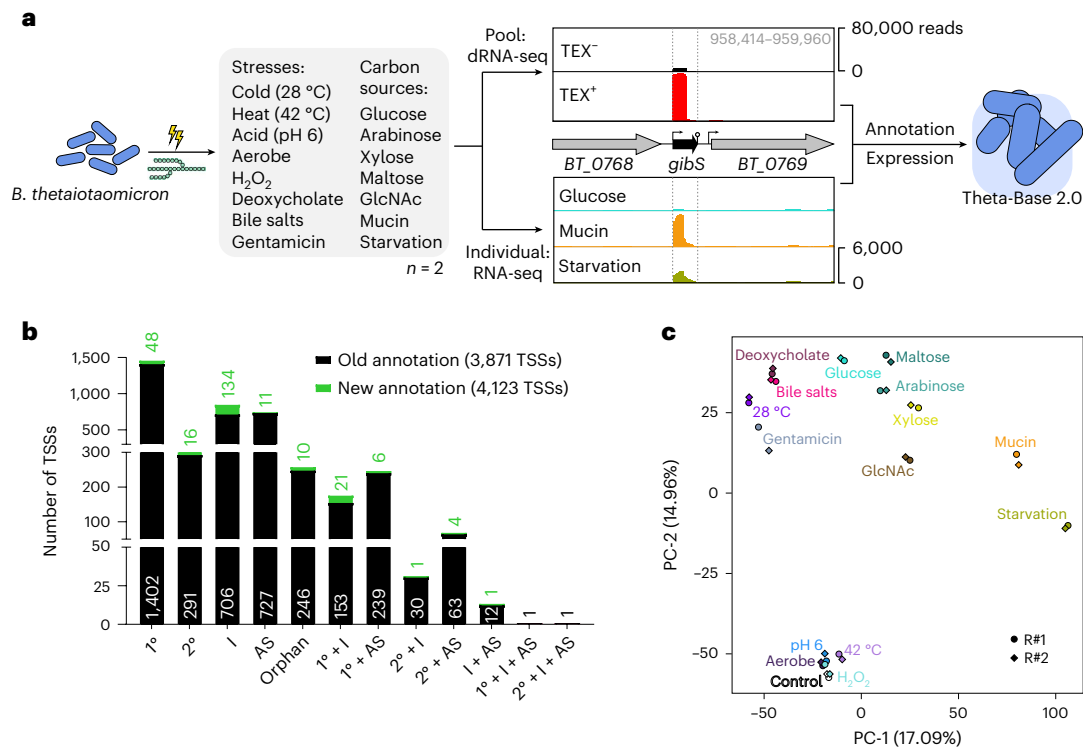 a
Stresses:
Cold (28 °C)
Heat (42 °C)
Acid (pH 6)
Aerobe
H2O2
Deoxycholate
Bile salts
Gentamicin
Carbon
sources:
Glucose
Arabinose
Xylose
Maltose
GlcNAc
Mucin
Starvation
n = 2
B. thetaiotaomicron
Pool:
dRNA-seq
Individual:
RNA-seq
TEX−
958,414–959,960
80,000 reads
0
TEX+
BT_0768
gibS
BT_0769
Glucose
Mucin
Starvation
6,000
0
Annotation
Expression
Theta-Base 2.0
b
Number of TSSs
1,500
1,000
500
300
200
100
50
25
0
Old annotation (3,871 TSSs)
New annotation (4,123 TSSs)
48
16
134
11
10
21
6
1
4
1
1
1
1,402
291
706
727
246
153
239
30
63
12
1°
2°
I
AS
Orphan
1° + I
1° + AS
2° + I
2° + AS
I + AS
1° + I + AS
2° + I + AS
c
PC-2 (14.96%)
25
0
−25
−50
Deoxycholate
Bile salts
28 °C
Gentamicin
Glucose
Maltose
Arabinose
Xylose
GlcNAc
Mucin
Starvation
pH 6
42 °C
Aerobe
Control
H2O2
R#1
R#2
−50
0
50
100
PC-1 (17.09%)